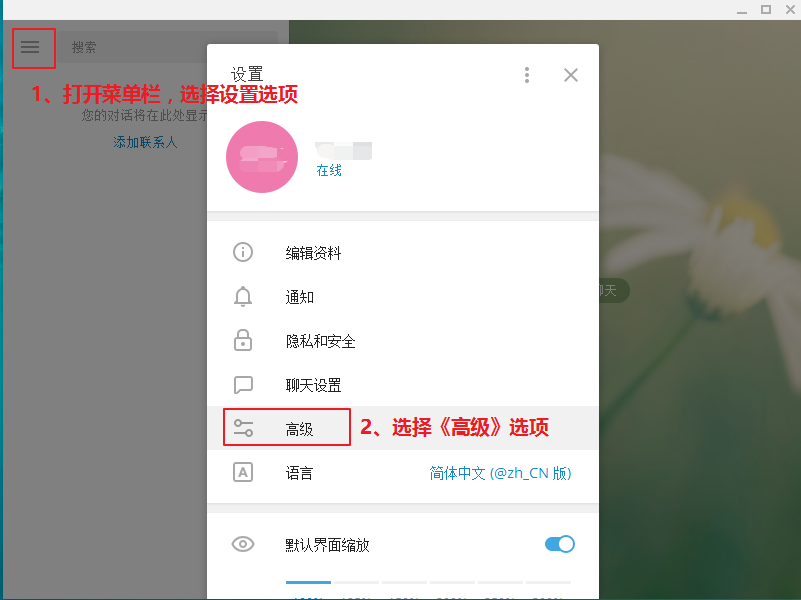 搜索
设置
1、打开菜单栏，选择设置选项
您的对话将在此处显示
添加联系人
在线
编辑资料
聊天
通知
隐私和安全
聊天设置
高级
2、选择《高级》选项
A
语言
简体中文 (@zh_CN 版)
默认界面缩放